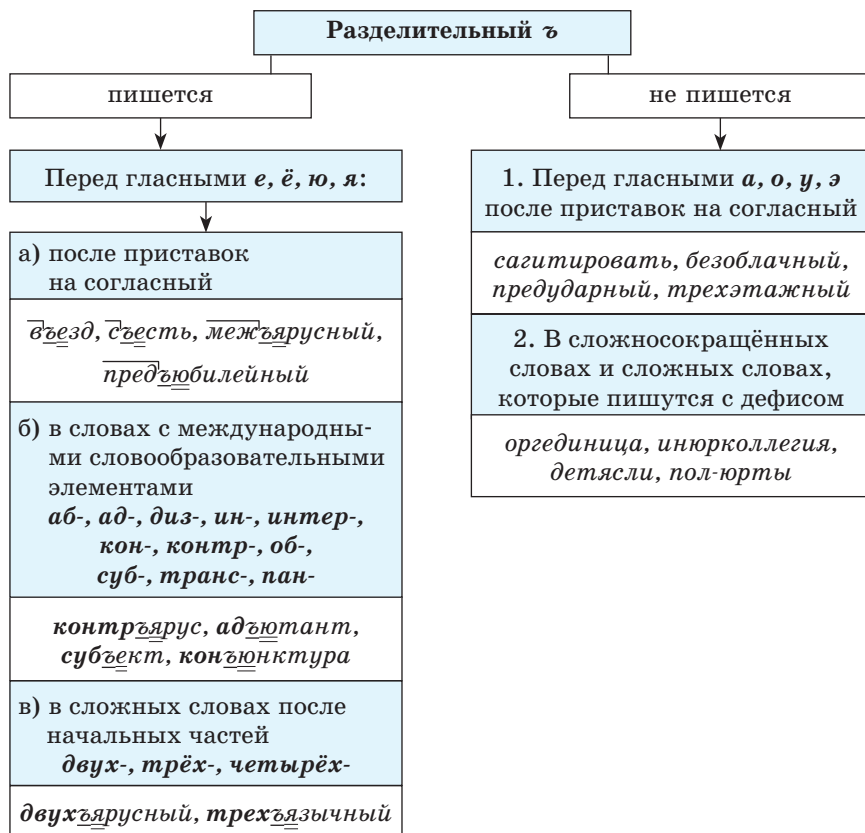 Разделительный ъ
пишется
Перед гласными е, ё, ю, я:
а) после приставок
на согласный
въезд, съесть, межъярусный,
предъюбилейный
б) в словах с международны-
ми словообразовательными
элементами
аб-, ад-, диз-, ин-, интер-,
кон-, контр-, об-,
суб-, транс-, пан-
контръярус, адъютант,
субъект, конъюнктура
в) в сложных словах после
начальных частей
двух-, трёх-, четырёх-
двухъярусный, трехъязычный
не пишется
1. Перед гласными а, о, у, э
после приставок на согласный
сагитировать, безоблачный,
предударный, трехэтажный
2. В сложносокращённых
словах и сложных словах,
которые пишутся с дефисом
оргединица, инюрколлегия,
детясли, пол-юрты